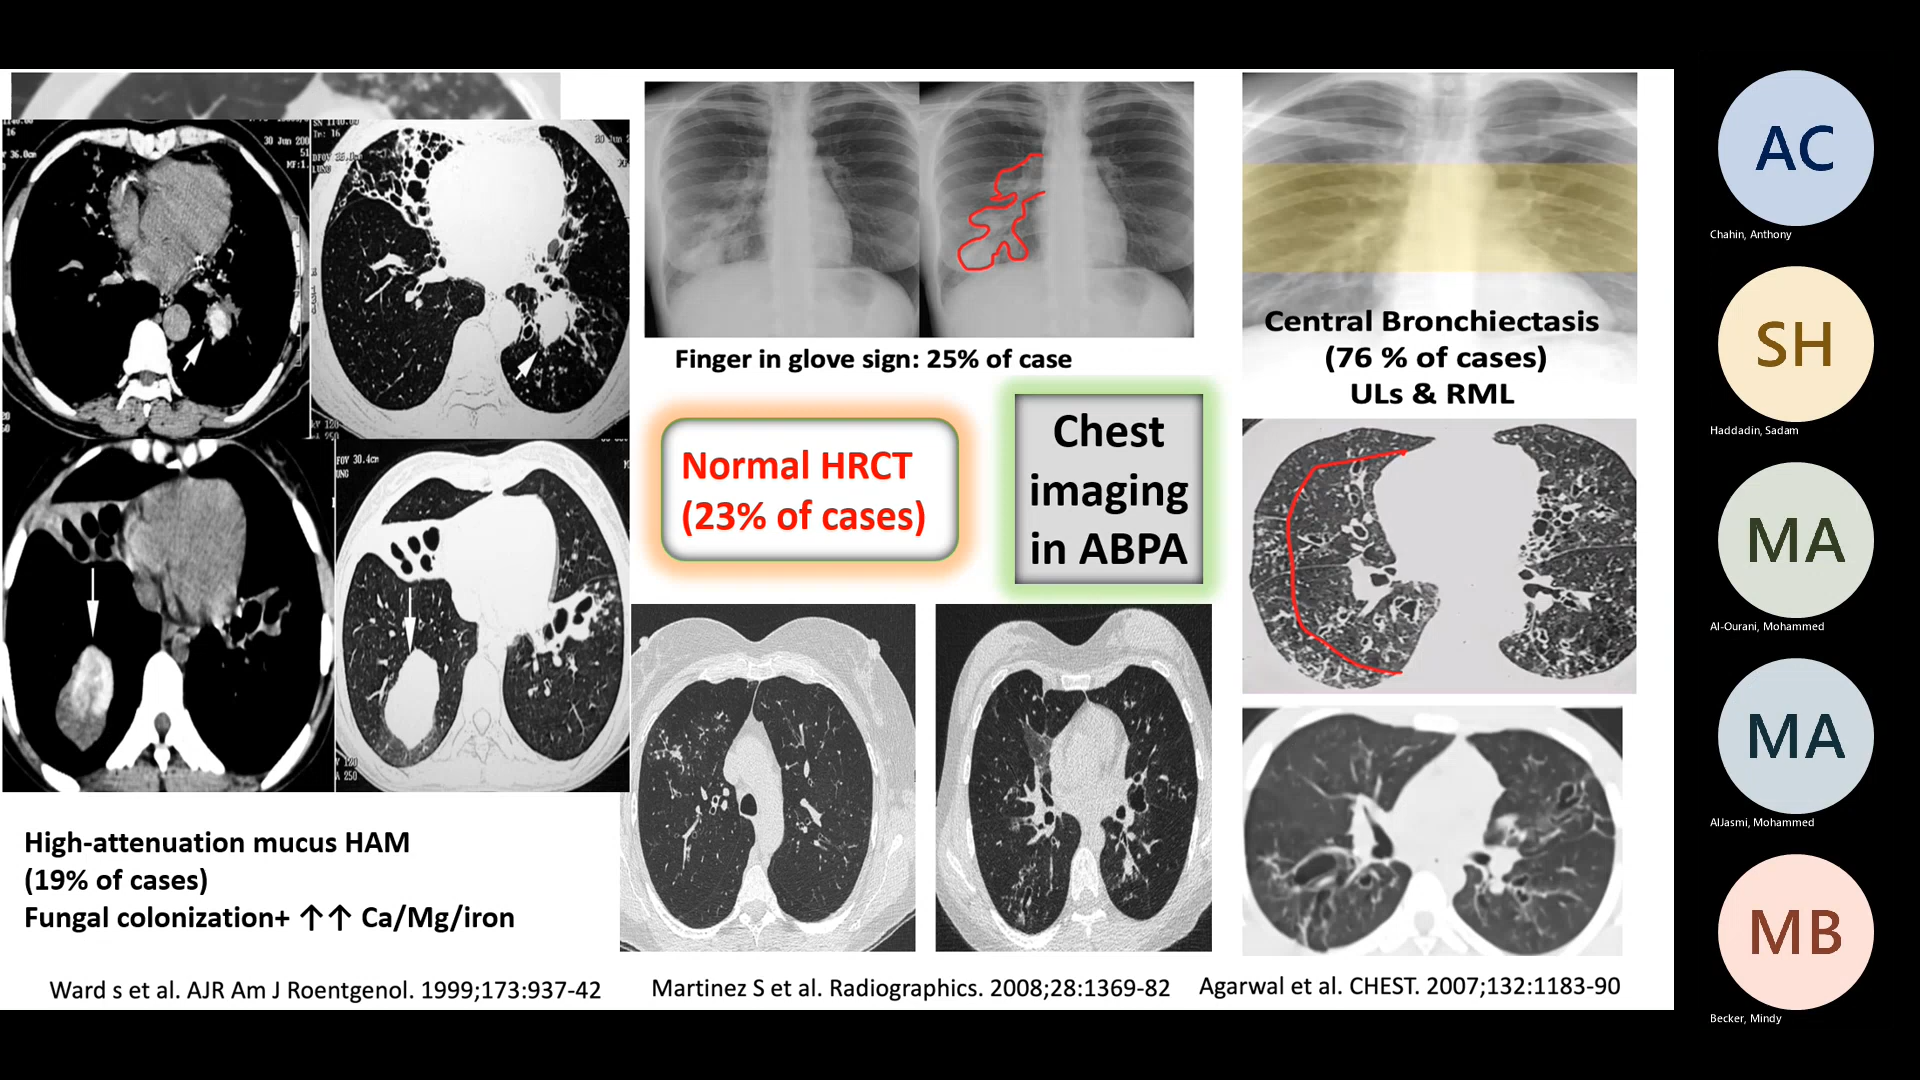 Finger in glove sign: 25% of case
Central Bronchiectasis
(76 % of cases)
ULs & RML
Normal HRCT
(23% of cases)
Chest
imaging
in ABPA
High-attenuation mucus HAM
(19% of cases)
Fungal colonization+ ↑↑ Ca/Mg/iron
Ward s et al. AJR Am J Roentgenol. 1999;173:937-42
Martinez S et al. Radiographics. 2008;28:1369-82
Agarwal et al. CHEST. 2007;132:1183-90
AC
Chahin, Anthony
SH
Haddadin, Sadam
MA
Al-Ourani, Mohammed
MA
AlJasmi, Mohammed
MB
Becker, Mindy